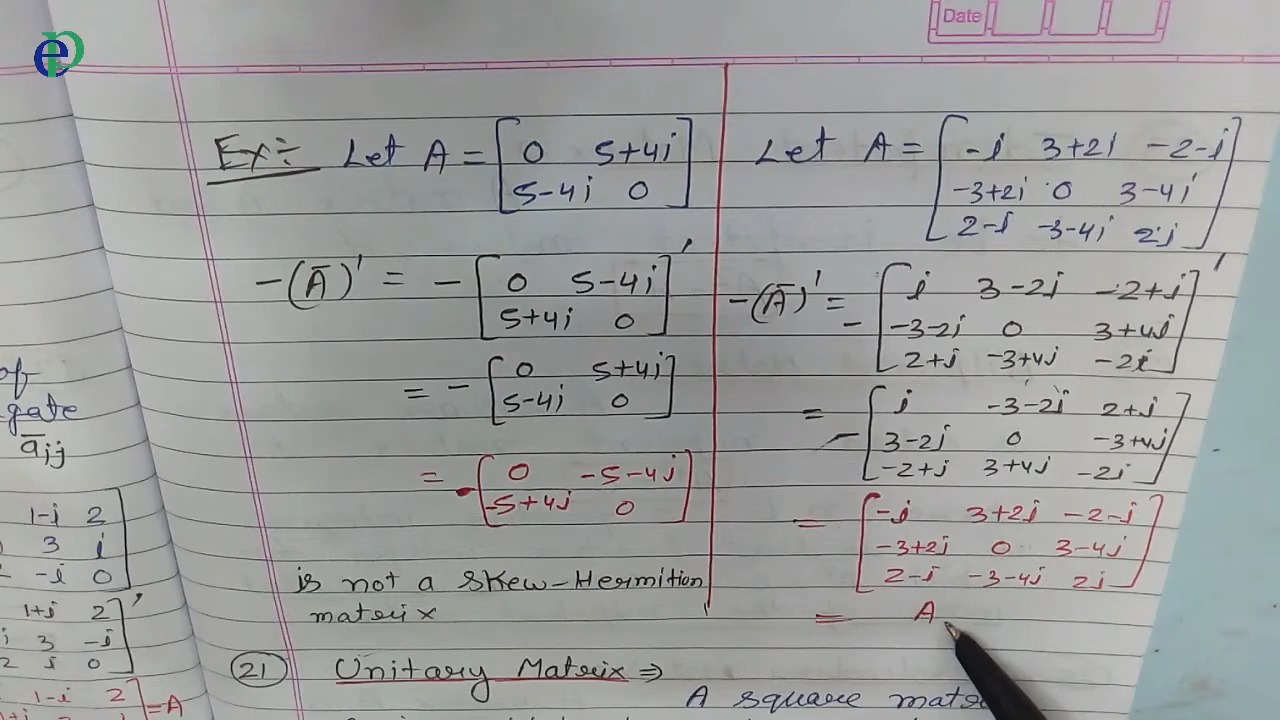 ep
Date
Ex÷ Let A = [0 5+4i
5-4i 0]
-(Ā)' = -[0 5-4i
5+4i 0]'
= -[0 5+4i
5-4i 0]
= -[0 -5-4i
-5+4i 0]
is not a Skew-Hermition
matrix
Let A = [-i 3+2i -2-i
-3+2i 0 3-4i
2-i -3-4i 2i]
-(Ā)' = -[i 3-2i -2+i
-3-2i 0 3+4i
2+i -3+4i -2i]'
= -[i -3-2i 2+i
3-2i 0 -3+4i
-2+i 3+4i -2i]
= [-i 3+2i -2-i
-3+2i 0 3-4i
2-i -3-4i 2i]
= A
21 Unitary Matrix ⇒
A square
of
gate
āij
1-i 2]
3 i
-i 0
1+i 2]'
3 -i
2 i 0
1-i 2] = A